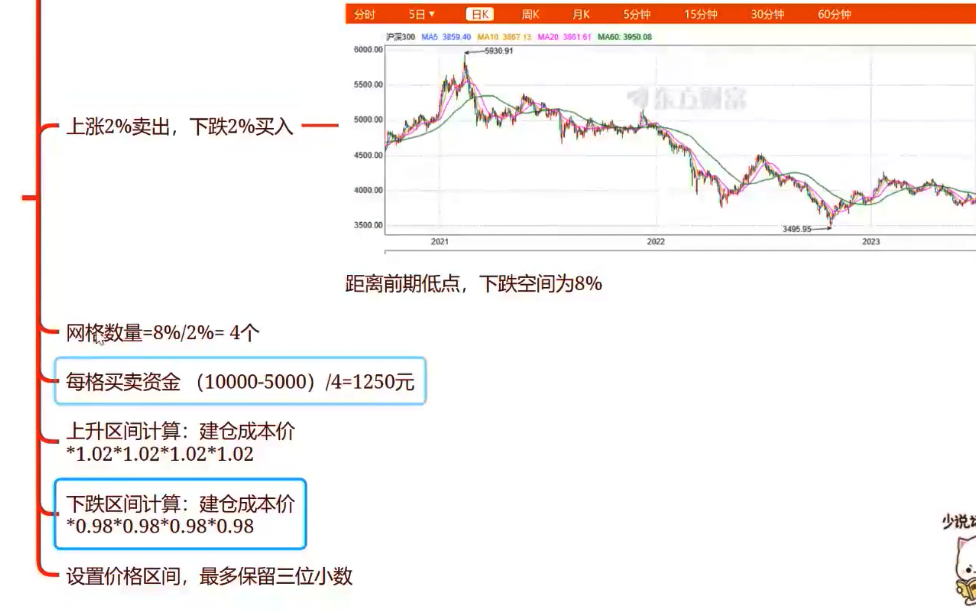 分时 5日▼ 日K 周K 月K 5分钟 15分钟 30分钟 60分钟
沪深300 MA5 3859.40 MA10 3867.13 MA20 3861.61 MA60: 3950.08
6000.00
5930.91
5500.00
东方财富
上涨2%卖出，下跌2%买入
5000.00
4500.00
4000.00
3500.00
3495.95
2021 2022 2023
距离前期低点，下跌空间为8%
网格数量=8%/2%= 4个
每格买卖资金 （10000-5000）/4=1250元
上升区间计算：建仓成本价
*1.02*1.02*1.02*1.02
下跌区间计算：建仓成本价
*0.98*0.98*0.98*0.98
少说
设置价格区间，最多保留三位小数